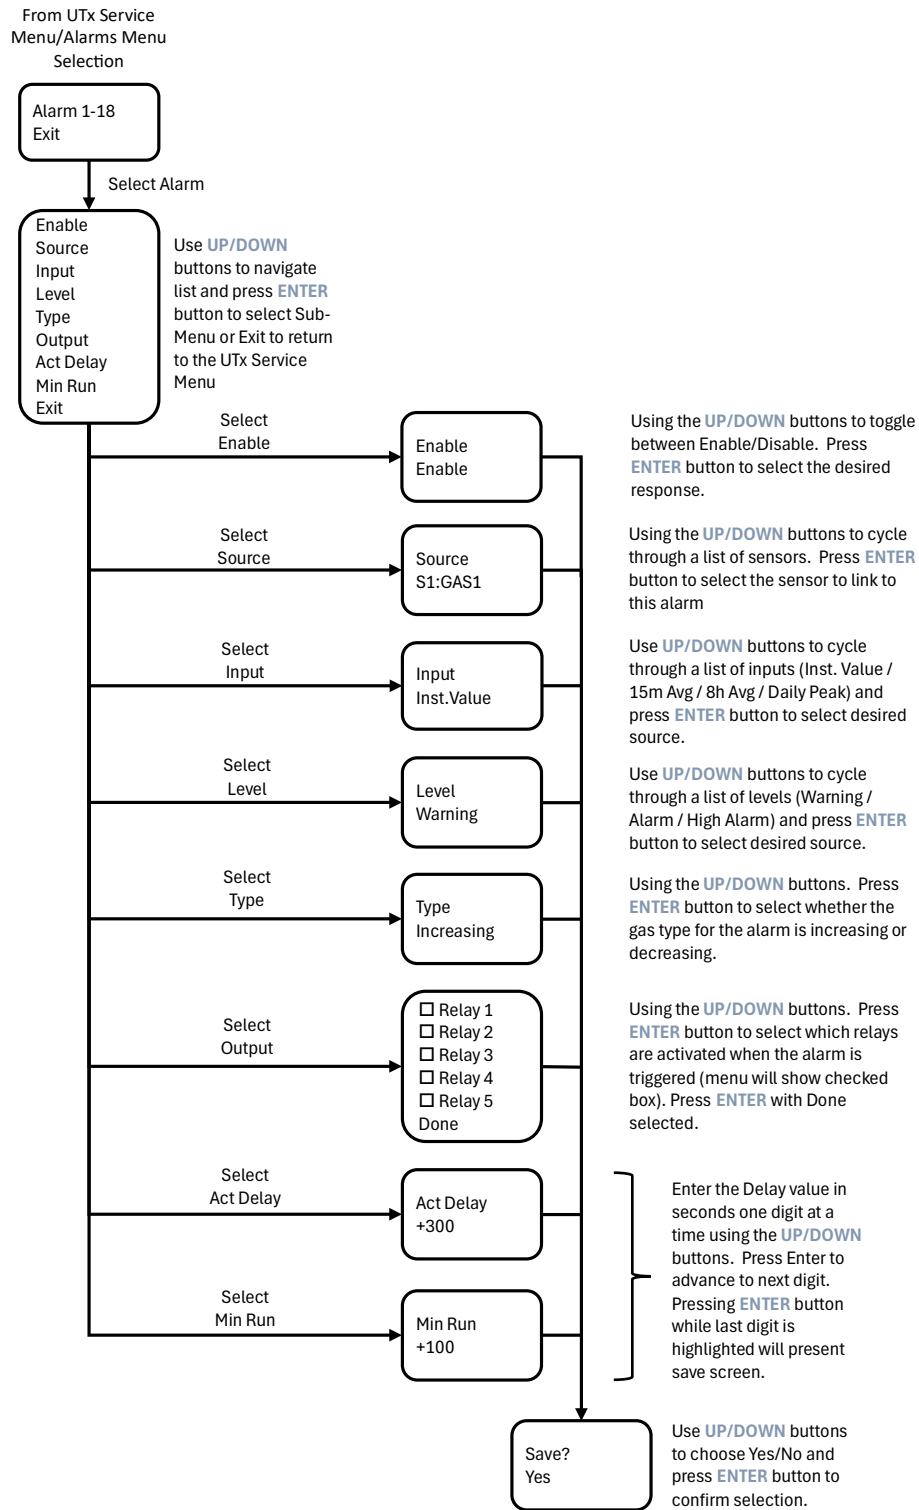 From UTx Service
Menu/Alarms Menu
Selection
Alarm 1-18
Exit
Select Alarm
Enable
Source
Input
Level
Type
Output
Act Delay
Min Run
Exit
Use UP/DOWN
buttons to navigate
list and press ENTER
button to select Sub-
Menu or Exit to return
to the UTx Service
Menu
Select
Enable
Enable
Enable
Using the UP/DOWN buttons to toggle
between Enable/Disable. Press
ENTER button to select the desired
response.
Select
Source
Source
S1:GAS1
Using the UP/DOWN buttons to cycle
through a list of sensors. Press ENTER
button to select the sensor to link to
this alarm
Select
Input
Input
Inst.Value
Use UP/DOWN buttons to cycle
through a list of inputs (Inst. Value /
15m Avg / 8h Avg / Daily Peak) and
press ENTER button to select desired
source.
Select
Level
Level
Warning
Use UP/DOWN buttons to cycle
through a list of levels (Warning /
Alarm / High Alarm) and press ENTER
button to select desired source.
Select
Type
Type
Increasing
Using the UP/DOWN buttons. Press
ENTER button to select whether the
gas type for the alarm is increasing or
decreasing.
Select
Output
☐ Relay 1
☐ Relay 2
☐ Relay 3
☐ Relay 4
☐ Relay 5
Done
Using the UP/DOWN buttons. Press
ENTER button to select which relays
are activated when the alarm is
triggered (menu will show checked
box). Press ENTER with Done
selected.
Select
Act Delay
Act Delay
+300
Select
Min Run
Min Run
+100
Enter the Delay value in
seconds one digit at a
time using the UP/DOWN
buttons. Press Enter to
advance to next digit.
Pressing ENTER button
while last digit is
highlighted will present
save screen.
Save?
Yes
Use UP/DOWN buttons
to choose Yes/No and
press ENTER button to
confirm selection.